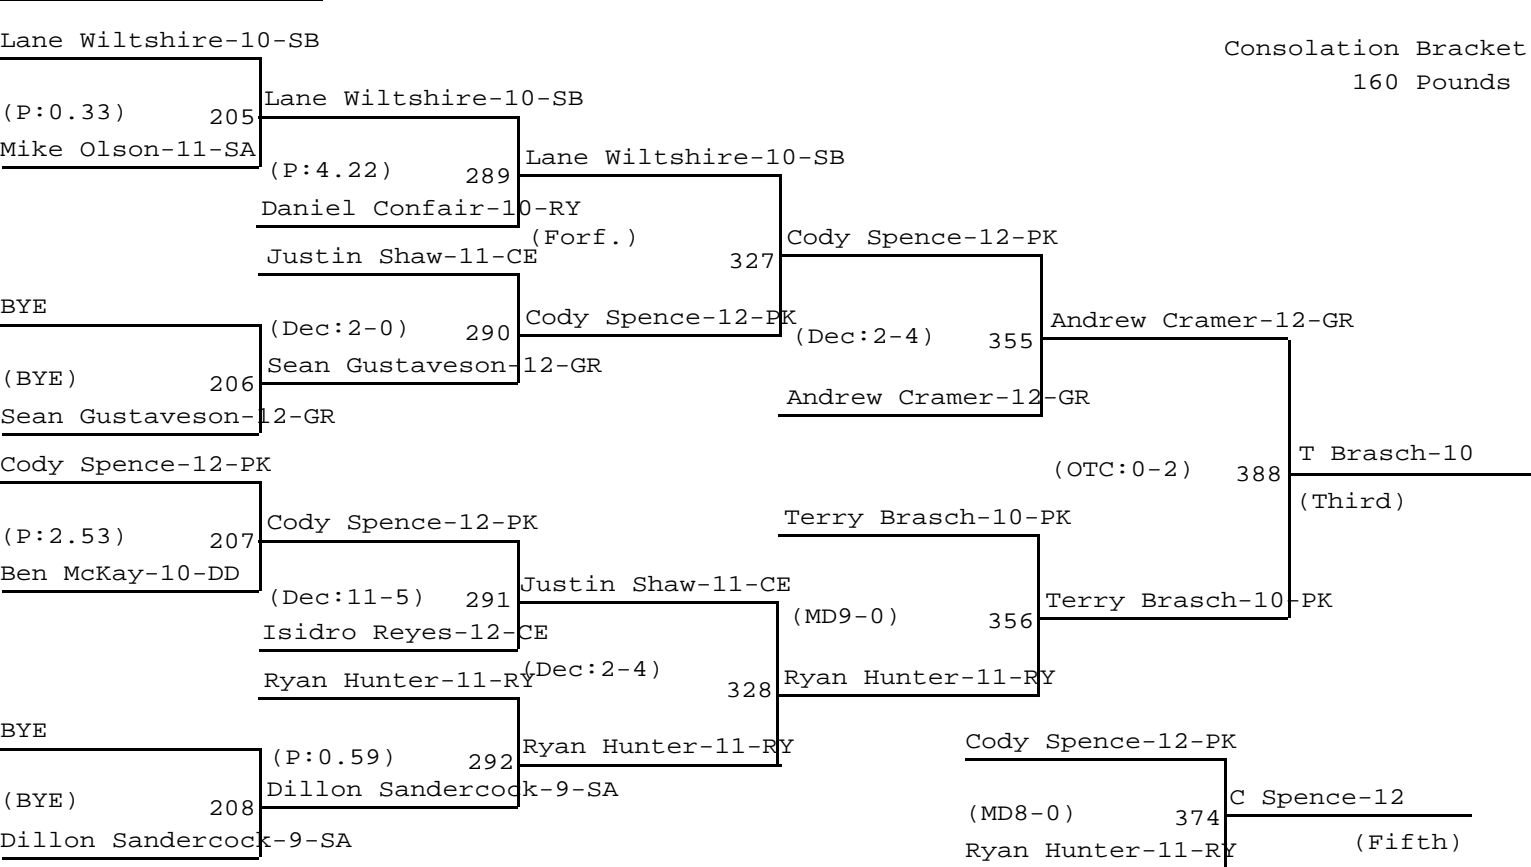 Lane Wiltshire-10-SB
Consolation Bracket
160 Pounds
(P:0.33)
205
Lane Wiltshire-10-SB
Mike Olson-11-SA
(P:4.22)
289
Lane Wiltshire-10-SB
Daniel Confair-10-RY
(Forf.)
327
Cody Spence-12-PK
Justin Shaw-11-CE
BYE
(Dec:2-0)
290
Cody Spence-12-PK
(Dec:2-4)
355
Andrew Cramer-12-GR
(BYE)
206
Sean Gustaveson-12-GR
Sean Gustaveson-12-GR
Andrew Cramer-12-GR
Cody Spence-12-PK
(OTC:0-2)
388
T Brasch-10
(Third)
(P:2.53)
207
Cody Spence-12-PK
Terry Brasch-10-PK
Ben McKay-10-DD
(Dec:11-5)
291
Justin Shaw-11-CE
(MD9-0)
356
Terry Brasch-10-PK
Isidro Reyes-12-CE
Ryan Hunter-11-RY
(Dec:2-4)
328
Ryan Hunter-11-RY
BYE
(P:0.59)
292
Ryan Hunter-11-RY
Cody Spence-12-PK
(BYE)
208
Dillon Sandercock-9-SA
(MD8-0)
374
C Spence-12
(Fifth)
Dillon Sandercock-9-SA
Ryan Hunter-11-RY